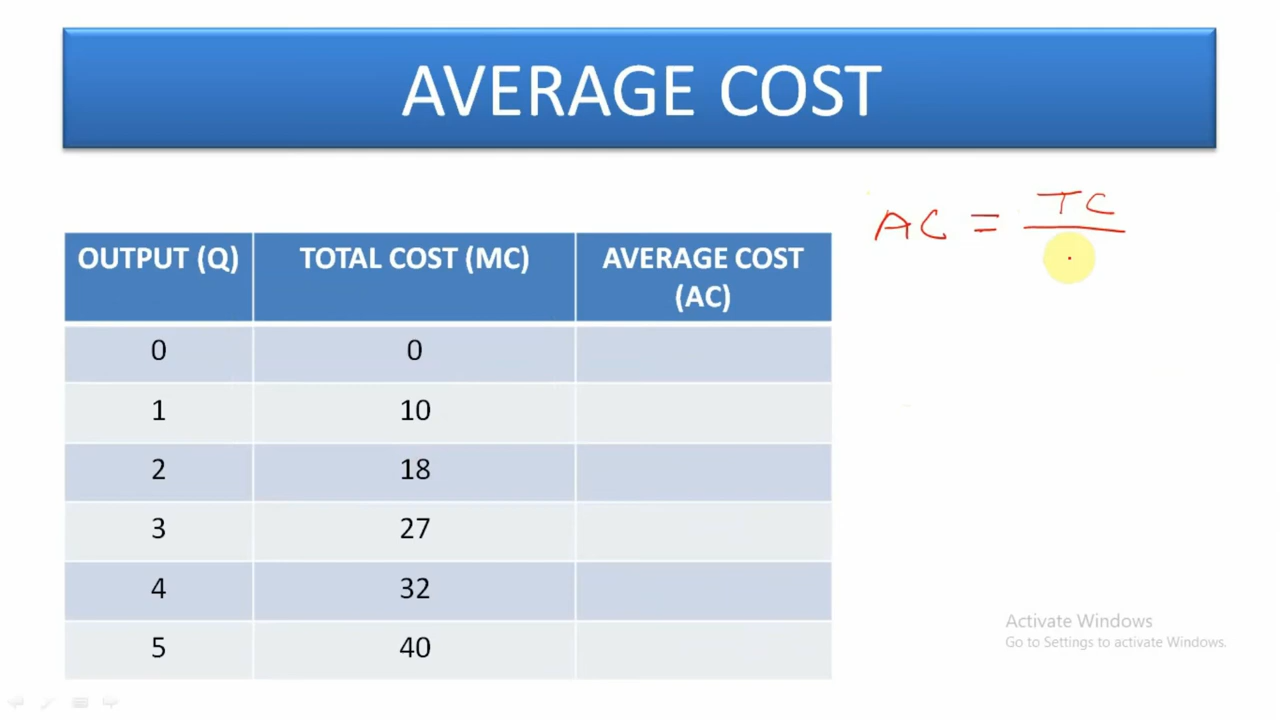 AVERAGE COST
AC = TC
OUTPUT (Q) TOTAL COST (MC) AVERAGE COST
(AC)
0 0
1 10
2 18
3 27
4 32
5 40
Activate Windows
Go to Settings to activate Windows.